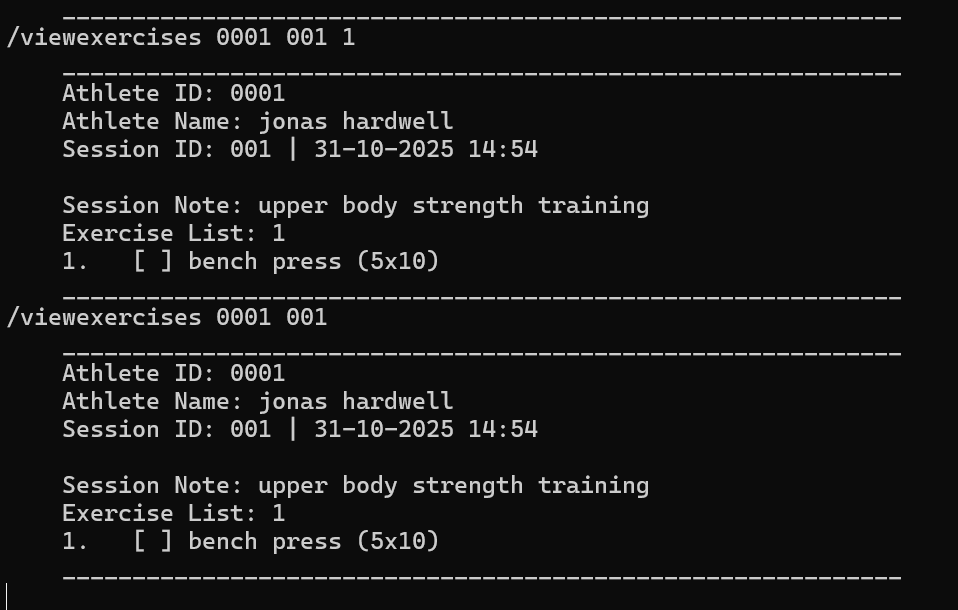 ____________________________________________________________
/viewexercises 0001 001 1
____________________________________________________________
Athlete ID: 0001
Athlete Name: jonas hardwell
Session ID: 001 | 31-10-2025 14:54
Session Note: upper body strength training
Exercise List: 1
1.   [ ] bench press (5x10)
____________________________________________________________
/viewexercises 0001 001
____________________________________________________________
Athlete ID: 0001
Athlete Name: jonas hardwell
Session ID: 001 | 31-10-2025 14:54
Session Note: upper body strength training
Exercise List: 1
1.   [ ] bench press (5x10)
____________________________________________________________